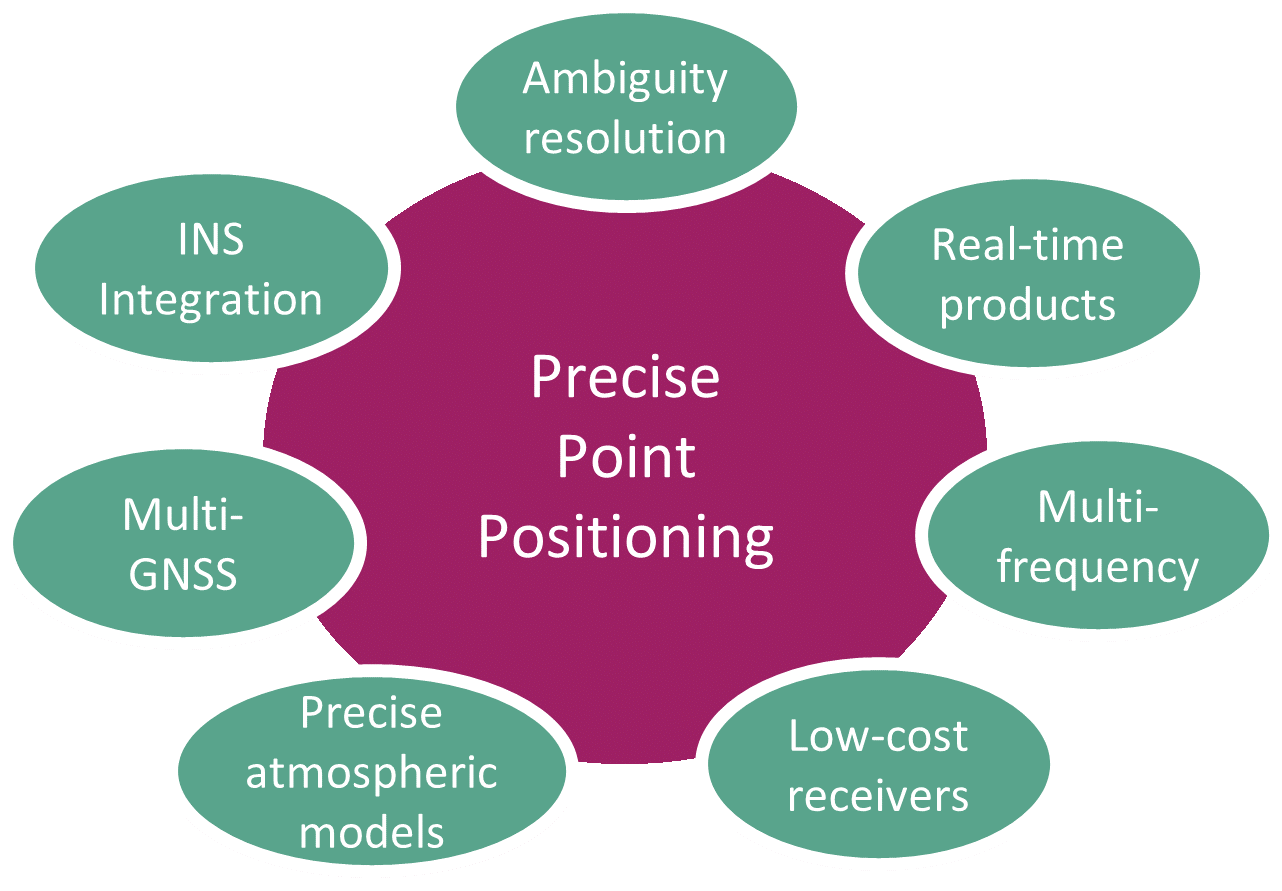 Ambiguity
resolution
INS
Integration
Real-time
products
Precise
Point
Positioning
Multi-
GNSS
Multi-
frequency
Precise
atmospheric
models
Low-cost
receivers